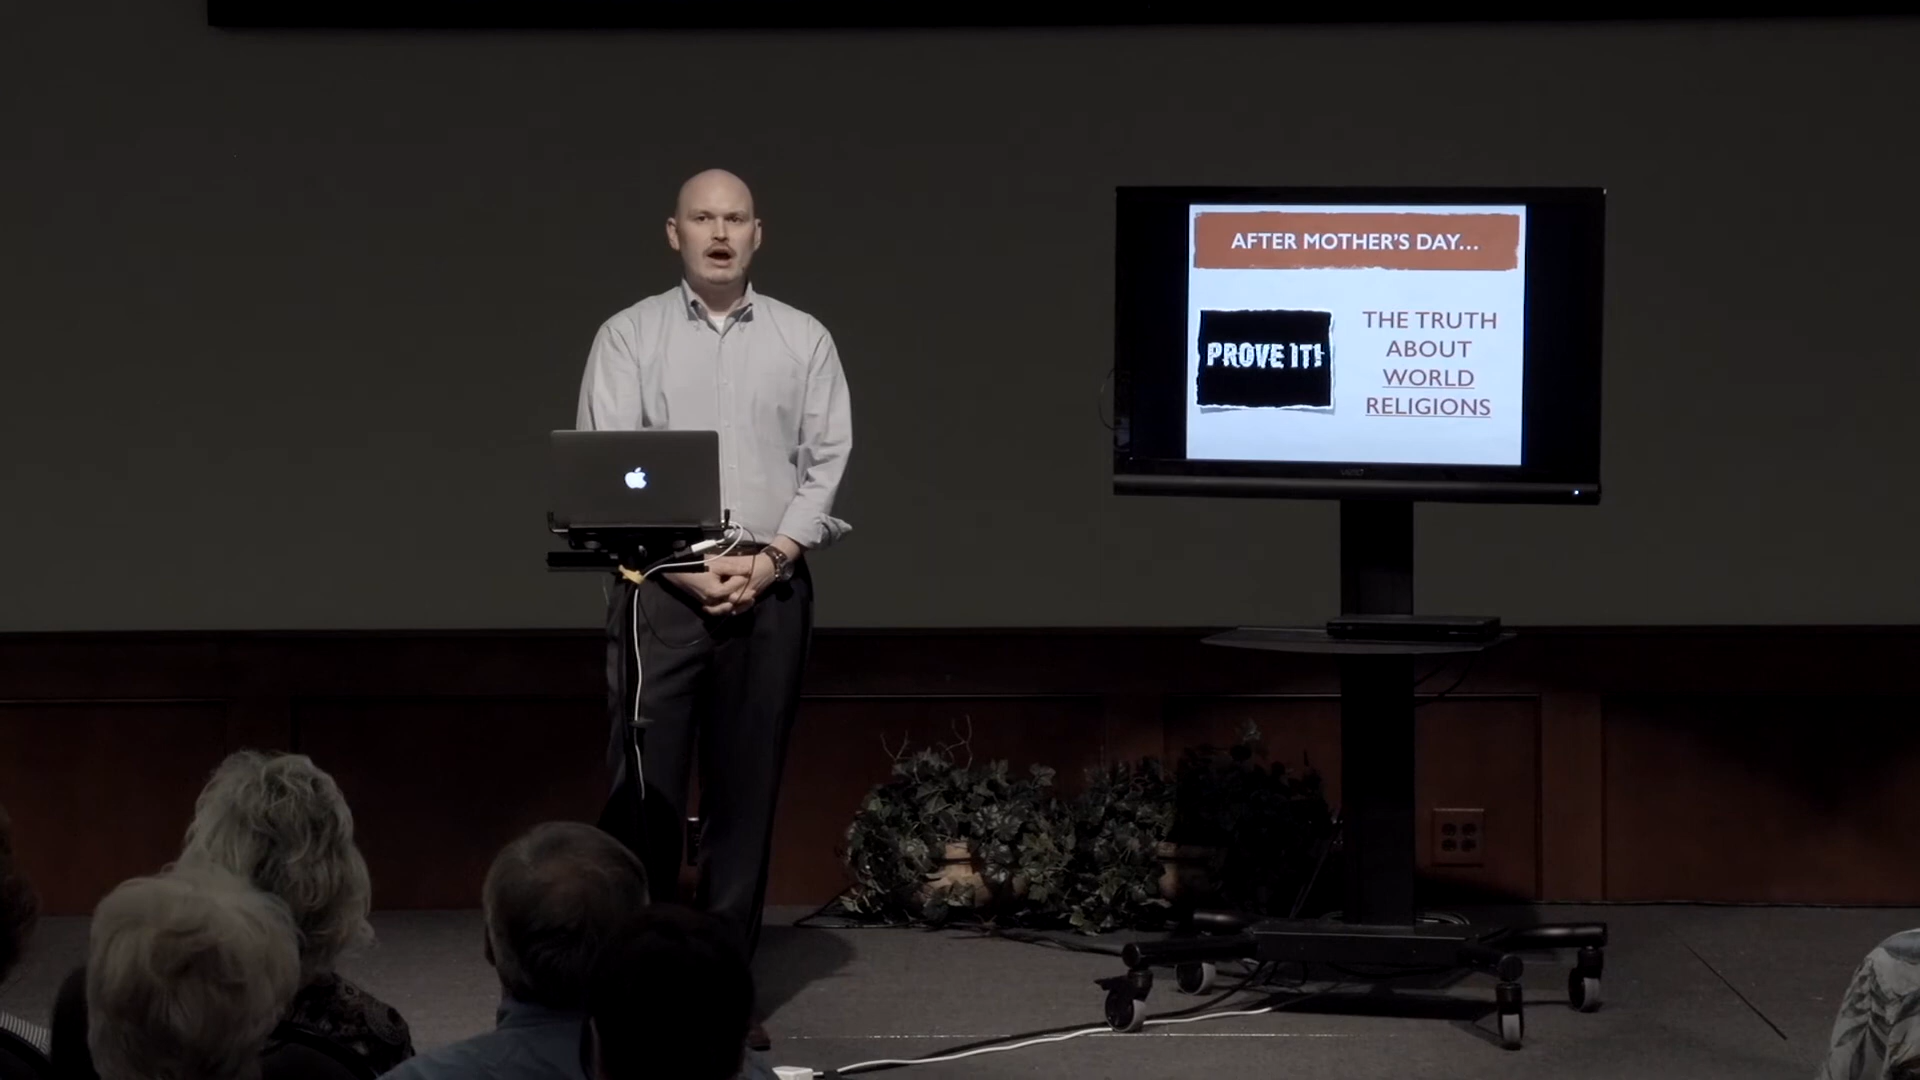 AFTER MOTHER'S DAY...
PROVE IT!
THE TRUTH
ABOUT
WORLD
RELIGIONS